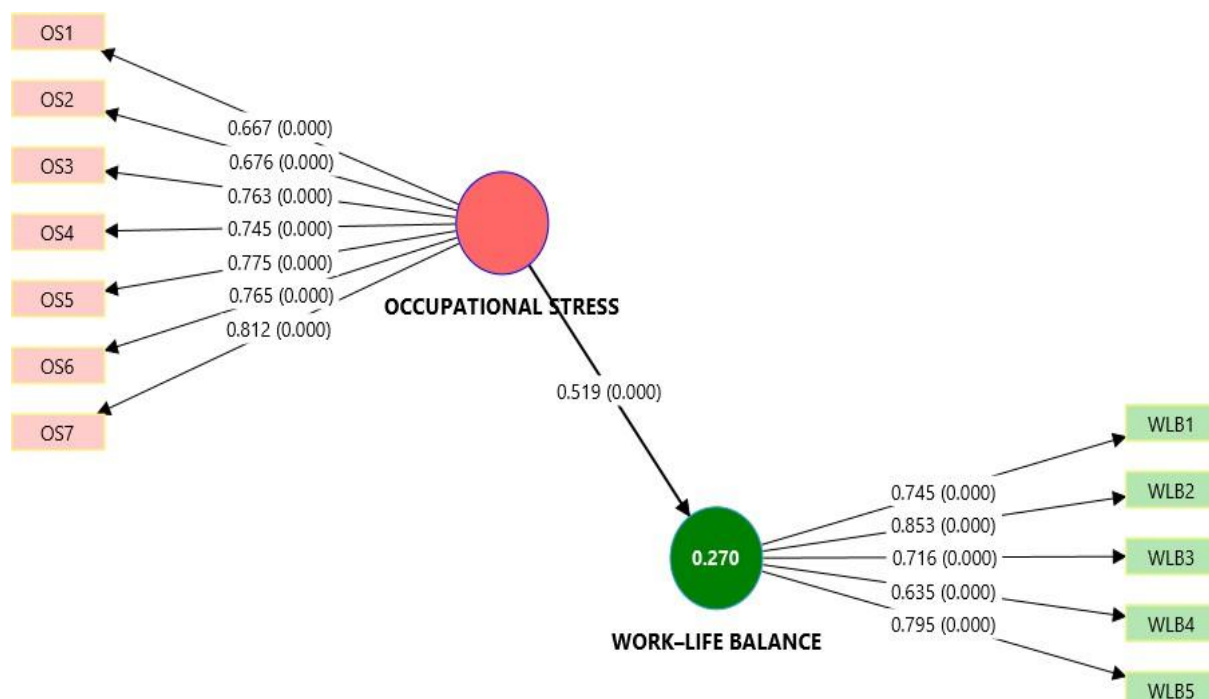 OS1
OS2
OS3
OS4
OS5
OS6
OS7
0.667 (0.000)
0.676 (0.000)
0.763 (0.000)
0.745 (0.000)
0.775 (0.000)
0.765 (0.000)
0.812 (0.000)
OCCUPATIONAL STRESS
0.519 (0.000)
0.270
WORK–LIFE BALANCE
0.745 (0.000)
0.853 (0.000)
0.716 (0.000)
0.635 (0.000)
0.795 (0.000)
WLB1
WLB2
WLB3
WLB4
WLB5